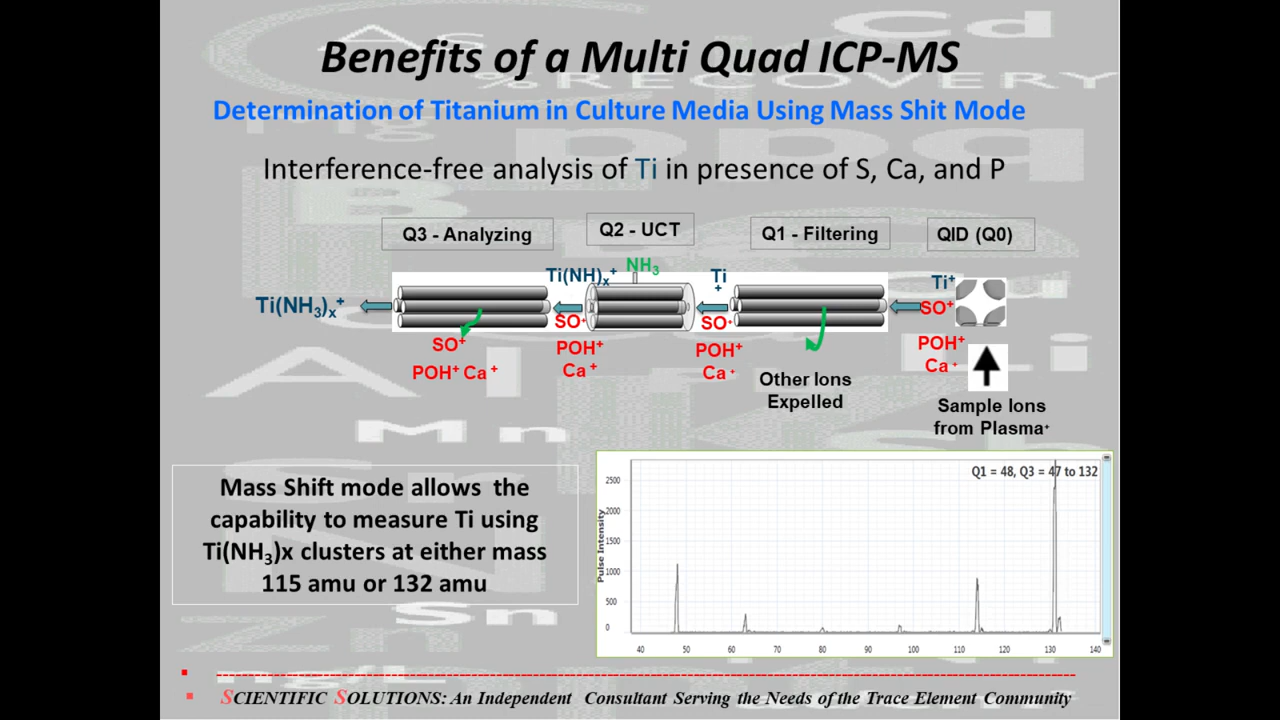 Benefits of a Multi Quad ICP-MS
Determination of Titanium in Culture Media Using Mass Shit Mode
Interference-free analysis of Ti in presence of S, Ca, and P
Q3 - Analyzing
Q2 - UCT
Q1 - Filtering
QID (Q0)
NH3
Ti(NH)x+
Ti
+
Ti+
Ti(NH3)x+
SO+
SO+
SO+
SO+
POH+ Ca +
POH+
Ca +
POH+
Ca +
POH+
Ca +
Other Ions
Expelled
Sample Ions
from Plasma+
Mass Shift mode allows the
capability to measure Ti using
Ti(NH3)x clusters at either mass
115 amu or 132 amu
Q1 = 48, Q3 = 47 to 132
Pulse Intensity
2500
2000
1500
1000
500
0
40 50 60 70 80 90 100 110 120 130 140
SCIENTIFIC SOLUTIONS: An Independent Consultant Serving the Needs of the Trace Element Community